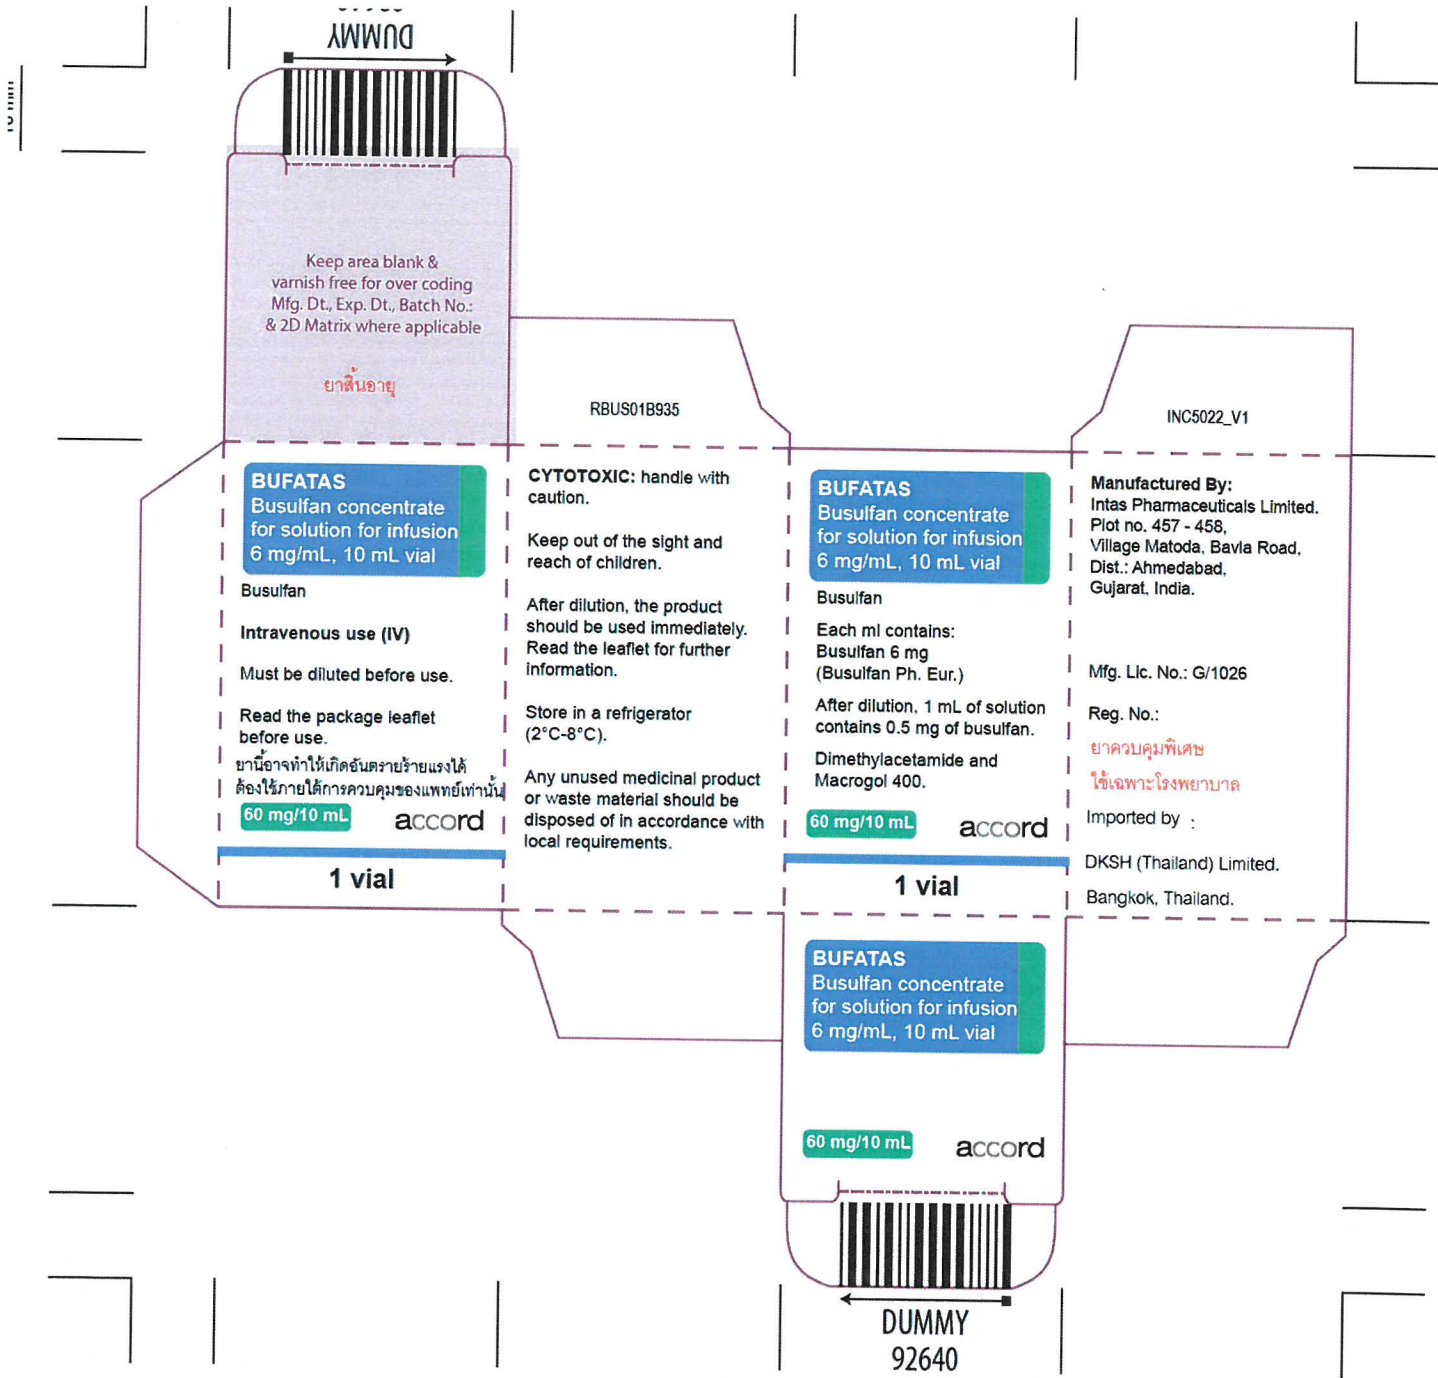 DUMMY
Keep area blank &
varnish free for over coding
Mfg. Dt., Exp. Dt., Batch No.:
& 2D Matrix where applicable
ยาสิ้นอายุ
RBUS01B935
INC5022_V1
BUFATAS
Busulfan concentrate
for solution for infusion
6 mg/mL, 10 mL vial
Busulfan
Intravenous use (IV)
Must be diluted before use.
Read the package leaflet
before use.
ยานี้อาจทำให้เกิดอันตรายร้ายแรงได้
ต้องใช้ภายใต้การควบคุมของแพทย์เท่านั้น
60 mg/10 mL
accord
1 vial
CYTOTOXIC: handle with
caution.
Keep out of the sight and
reach of children.
After dilution, the product
should be used immediately.
Read the leaflet for further
information.
Store in a refrigerator
(2°C-8°C).
Any unused medicinal product
or waste material should be
disposed of in accordance with
local requirements.
BUFATAS
Busulfan concentrate
for solution for infusion
6 mg/mL, 10 mL vial
Busulfan
Each ml contains:
Busulfan 6 mg
(Busulfan Ph. Eur.)
After dilution, 1 mL of solution
contains 0.5 mg of busulfan.
Dimethylacetamide and
Macrogol 400.
60 mg/10 mL
accord
1 vial
Manufactured By:
Intas Pharmaceuticals Limited.
Plot no. 457 - 458,
Village Matoda, Bavla Road,
Dist.: Ahmedabad,
Gujarat, India.
Mfg. Lic. No.: G/1026
Reg. No.:
ยาควบคุมพิเศษ
ใช้เฉพาะโรงพยาบาล
Imported by :
DKSH (Thailand) Limited.
Bangkok, Thailand.
BUFATAS
Busulfan concentrate
for solution for infusion
6 mg/mL, 10 mL vial
60 mg/10 mL
accord
DUMMY
92640